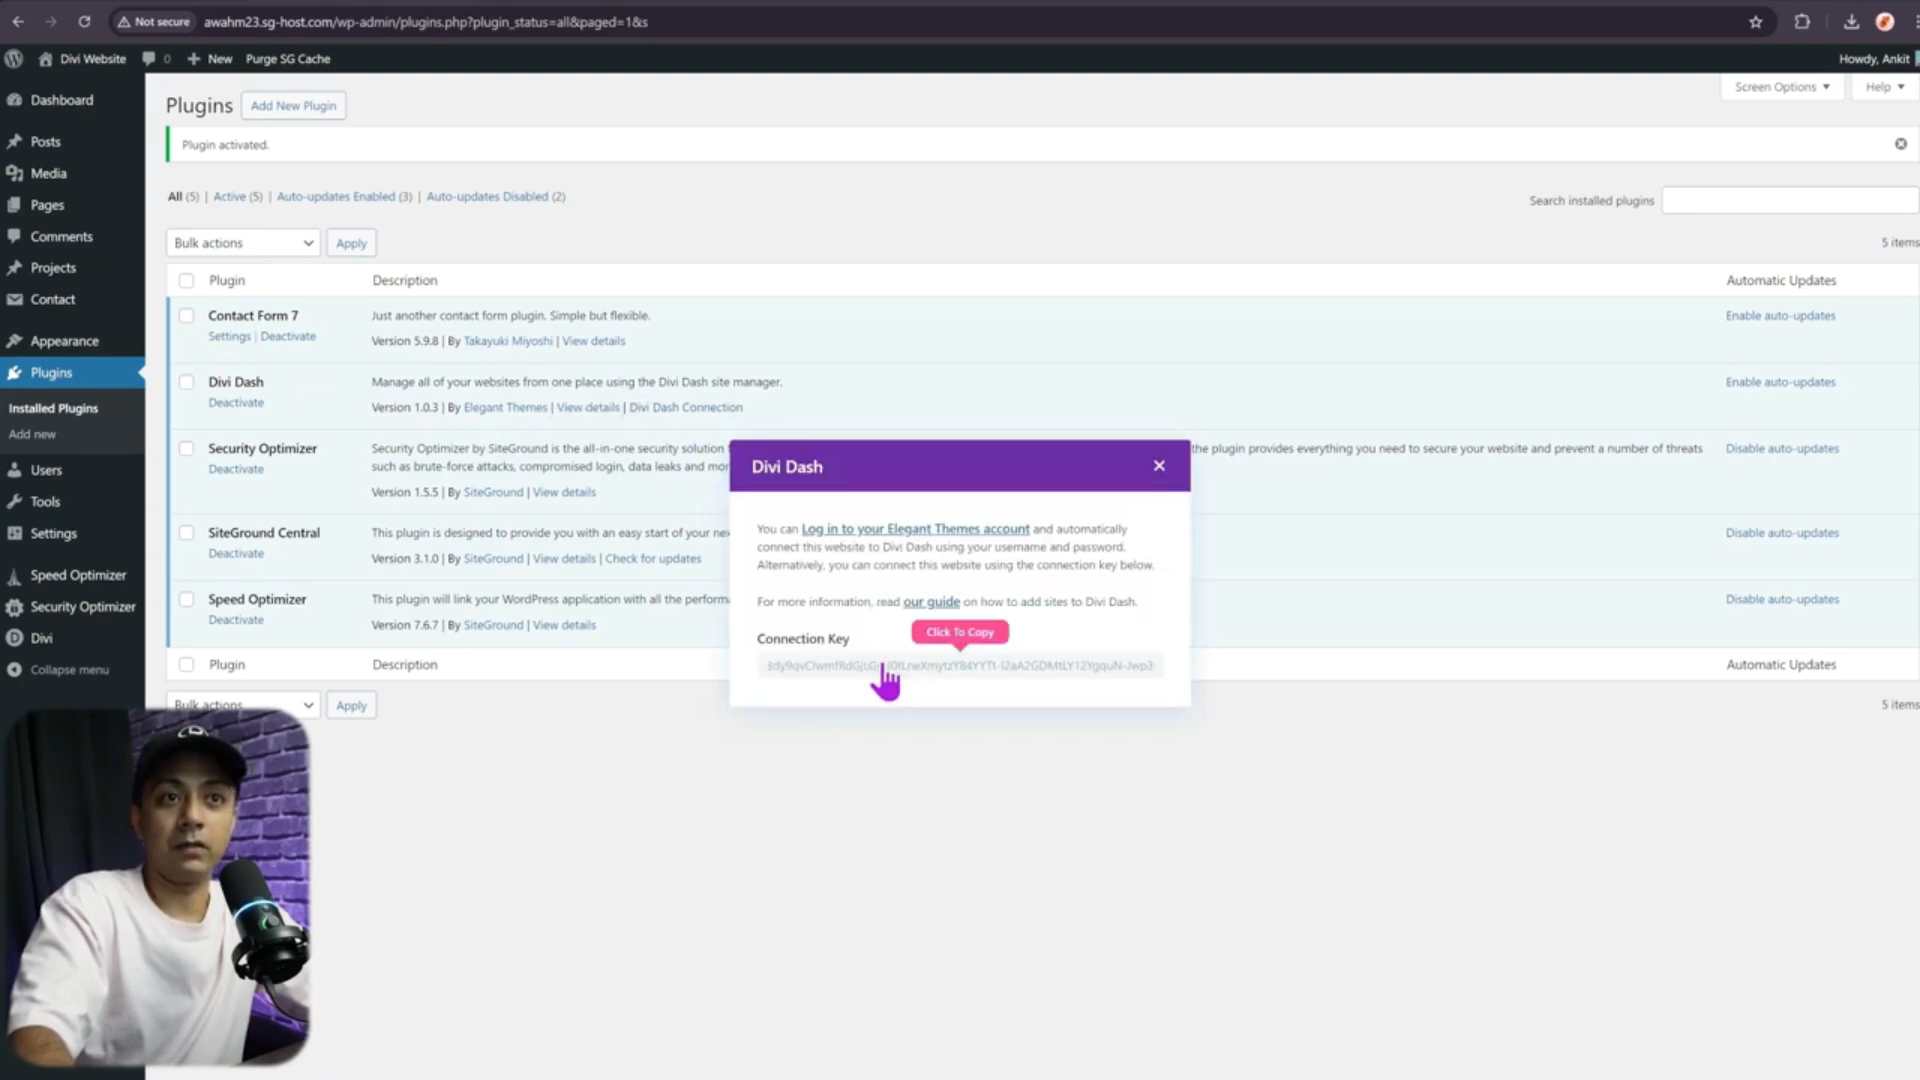 Not secure awahm23.sg-host.com/wp-admin/plugins.php?plugin_status=all&paged=1&s
Divi Website 0 New Purge SG Cache Howdy, Ankit
Screen Options Help
Dashboard
Posts
Media
Pages
Comments
Projects
Contact
Appearance
Plugins
Installed Plugins
Add new
Users
Tools
Settings
Speed Optimizer
Security Optimizer
Divi
Collapse menu
Plugins Add New Plugin
Plugin activated.
All (5) | Active (5) | Auto-updates Enabled (3) | Auto-updates Disabled (2)
Search installed plugins
Bulk actions Apply 5 items
Plugin Description Automatic Updates
Contact Form 7 Just another contact form plugin. Simple but flexible. Enable auto-updates
Settings | Deactivate
Version 5.9.8 | By Takayuki Miyoshi | View details
Divi Dash Manage all of your websites from one place using the Divi Dash site manager. Enable auto-updates
Deactivate
Version 1.0.3 | By Elegant Themes | View details | Divi Dash Connection
Security Optimizer Security Optimizer by SiteGround is the all-in-one security solution the plugin provides everything you need to secure your website and prevent a number of threats Disable auto-updates
Deactivate such as brute-force attacks, compromised login, data leaks and
Version 1.5.5 | By SiteGround | View details
SiteGround Central This plugin is designed to provide you with an easy start of your Disable auto-updates
Deactivate
Version 3.1.0 | By SiteGround | View details | Check for updates
Speed Optimizer This plugin will link your WordPress application with all the Disable auto-updates
Deactivate
Version 7.6.7 | By SiteGround | View details
Plugin Description Automatic Updates
Bulk actions Apply 5 items
Divi Dash
You can Log in to your Elegant Themes account and automatically
connect this website to Divi Dash using your username and password.
Alternatively, you can connect this website using the connection key below.
For more information, read our guide on how to add sites to Divi Dash.
Click To Copy
Connection Key